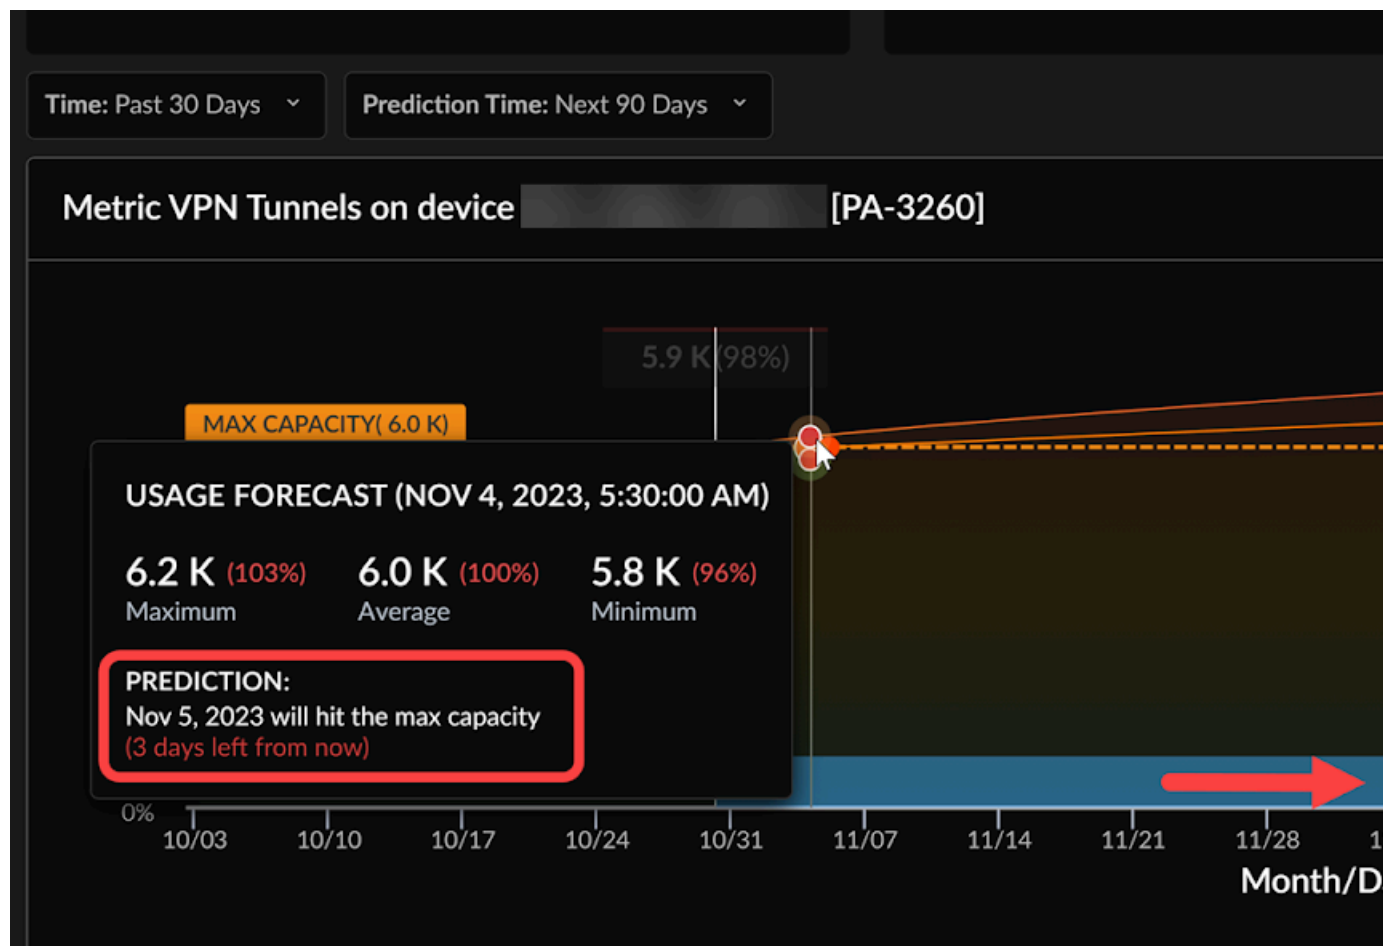 Time: Past 30 Days
Prediction Time: Next 90 Days
Metric VPN Tunnels on device [PA-3260]
5.9 K (98%)
MAX CAPACITY( 6.0 K)
USAGE FORECAST (NOV 4, 2023, 5:30:00 AM)
6.2 K (103%) 6.0 K (100%) 5.8 K (96%)
Maximum Average Minimum
PREDICTION:
Nov 5, 2023 will hit the max capacity
(3 days left from now)
0%
10/03 10/10 10/17 10/24 10/31 11/07 11/14 11/21 11/28 1
Month/D